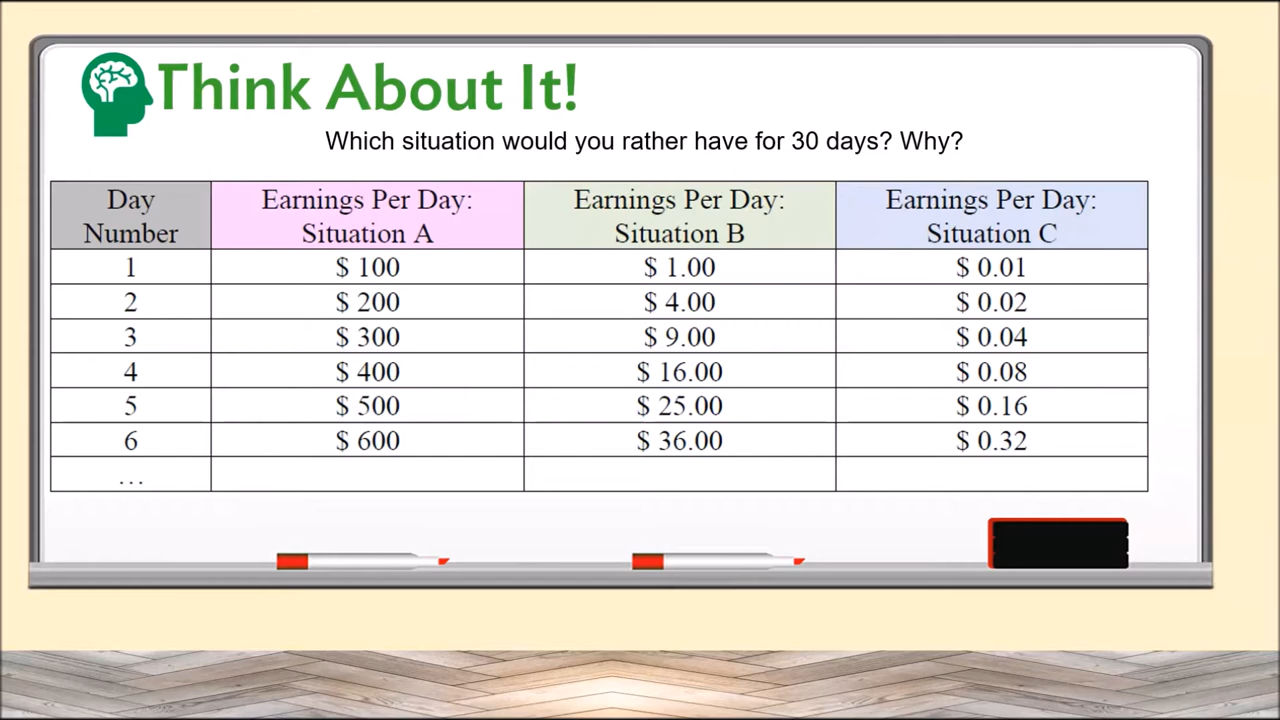 Think About It!
Which situation would you rather have for 30 days? Why?
Day Number Earnings Per Day: Situation A Earnings Per Day: Situation B Earnings Per Day: Situation C
1 $ 100 $ 1.00 $ 0.01
2 $ 200 $ 4.00 $ 0.02
3 $ 300 $ 9.00 $ 0.04
4 $ 400 $ 16.00 $ 0.08
5 $ 500 $ 25.00 $ 0.16
6 $ 600 $ 36.00 $ 0.32
…